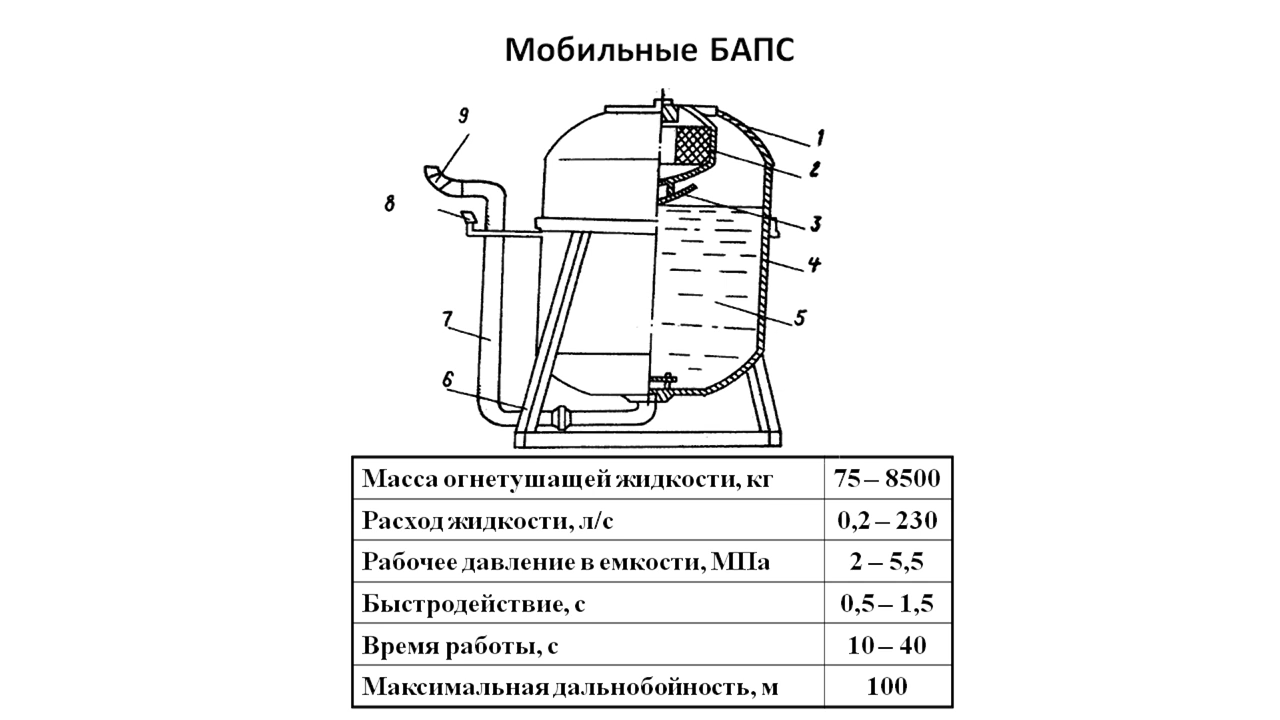 Мобильные БАПС
9
1
2
8
3
4
7
5
6
Масса огнетушащей жидкости, кг 75 – 8500
Расход жидкости, л/с 0,2 – 230
Рабочее давление в емкости, МПа 2 – 5,5
Быстродействие, с 0,5 – 1,5
Время работы, с 10 – 40
Максимальная дальнобойность, м 100